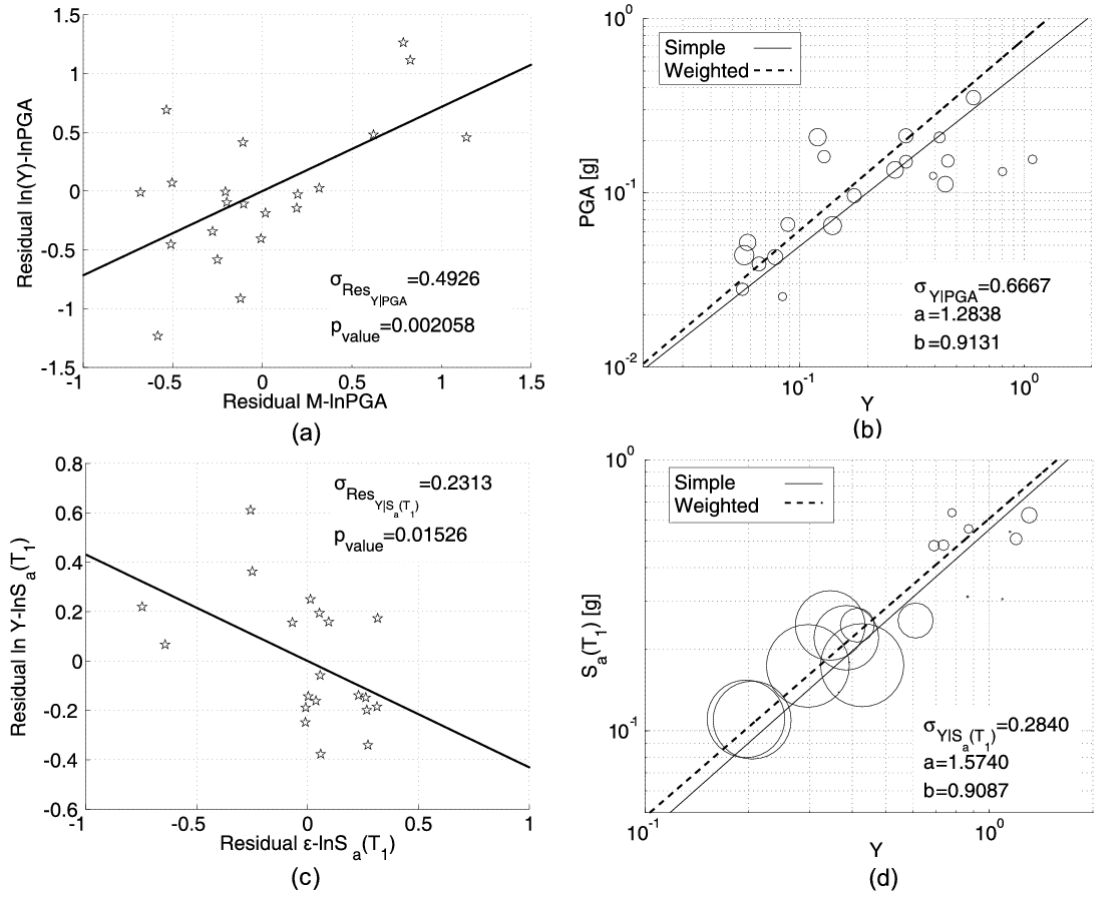 1.5
1
0.5
0
-0.5
-1
-1.5
-1
-0.5
0
0.5
1
1.5
Residual ln(Y)-lnPGA
σRes Y|PGA=0.4926
pvalue=0.002058
Residual M-lnPGA
(a)
10^0
10^-1
10^-2
10^-1
10^0
PGA [g]
Simple
Weighted
σY|PGA=0.6667
a=1.2838
b=0.9131
Y
(b)
0.8
0.6
0.4
0.2
0
-0.2
-0.4
-0.6
-1
-0.5
0
0.5
1
Residual ln Y-lnS a(T1)
σRes Y|Sa(T1)=0.2313
pvalue=0.01526
Residual ε-lnS a(T1)
(c)
10^0
10^-1
10^-1
10^0
Sa(T1) [g]
Simple
Weighted
σY|Sa(T1)=0.2840
a=1.5740
b=0.9087
Y
(d)